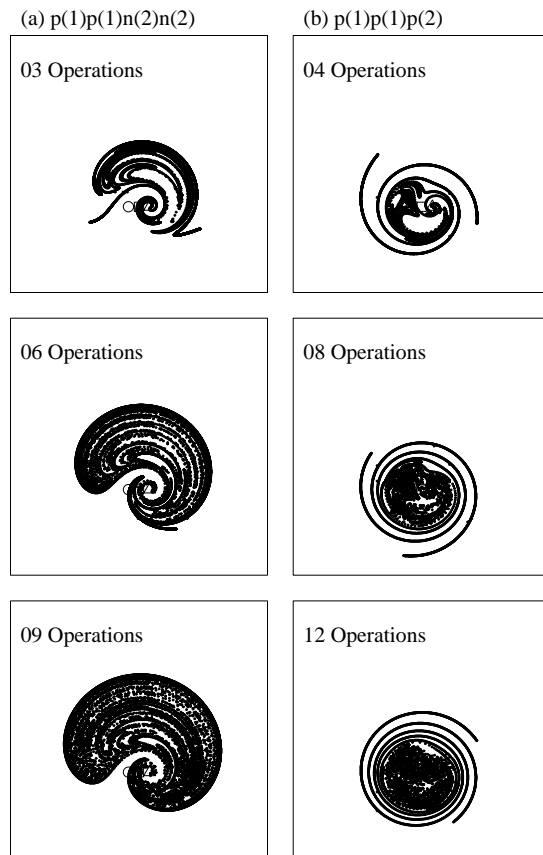 (a) p(1)p(1)n(2)n(2)
(b) p(1)p(1)p(2)
03 Operations
04 Operations
06 Operations
08 Operations
09 Operations
12 Operations